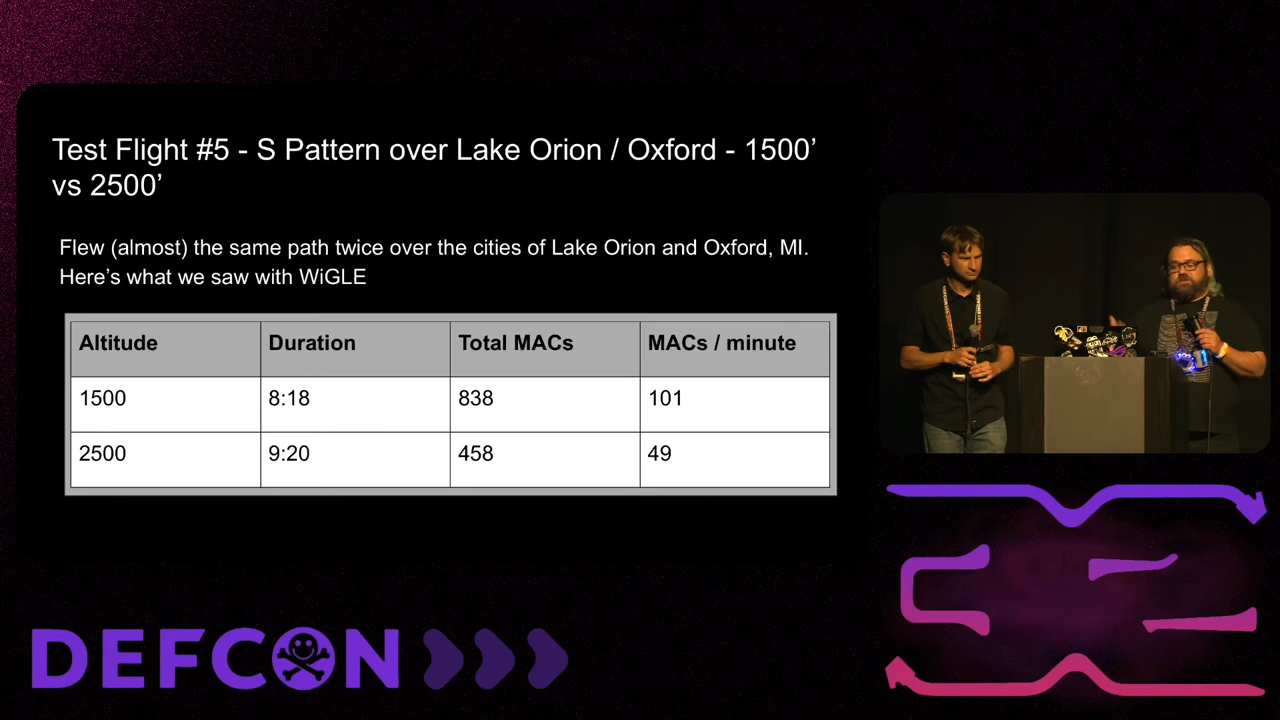 Test Flight #5 - S Pattern over Lake Orion / Oxford - 1500’
vs 2500’
Flew (almost) the same path twice over the cities of Lake Orion and Oxford, MI.
Here’s what we saw with WiGLE
Altitude Duration Total MACs MACs / minute
1500 8:18 838 101
2500 9:20 458 49
DEFCON